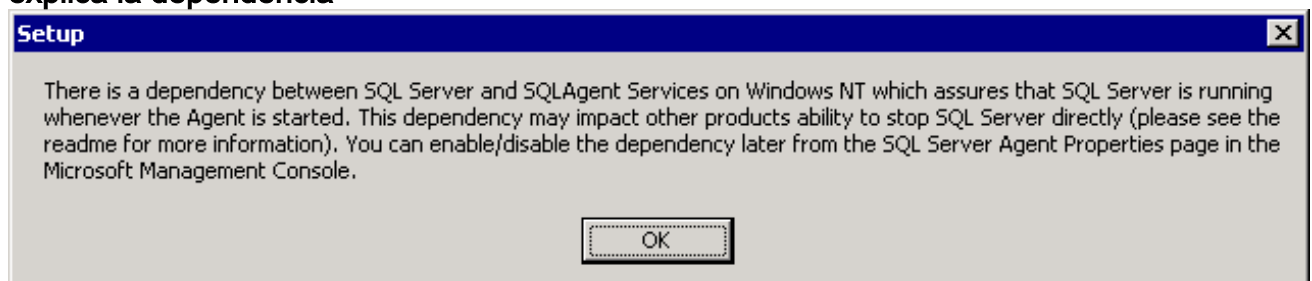 explica la dependencia
Setup
There is a dependency between SQL Server and SQLAgent Services on Windows NT which assures that SQL Server is running
whenever the Agent is started. This dependency may impact other products ability to stop SQL Server directly (please see the
readme for more information). You can enable/disable the dependency later from the SQL Server Agent Properties page in the
Microsoft Management Console.
OK